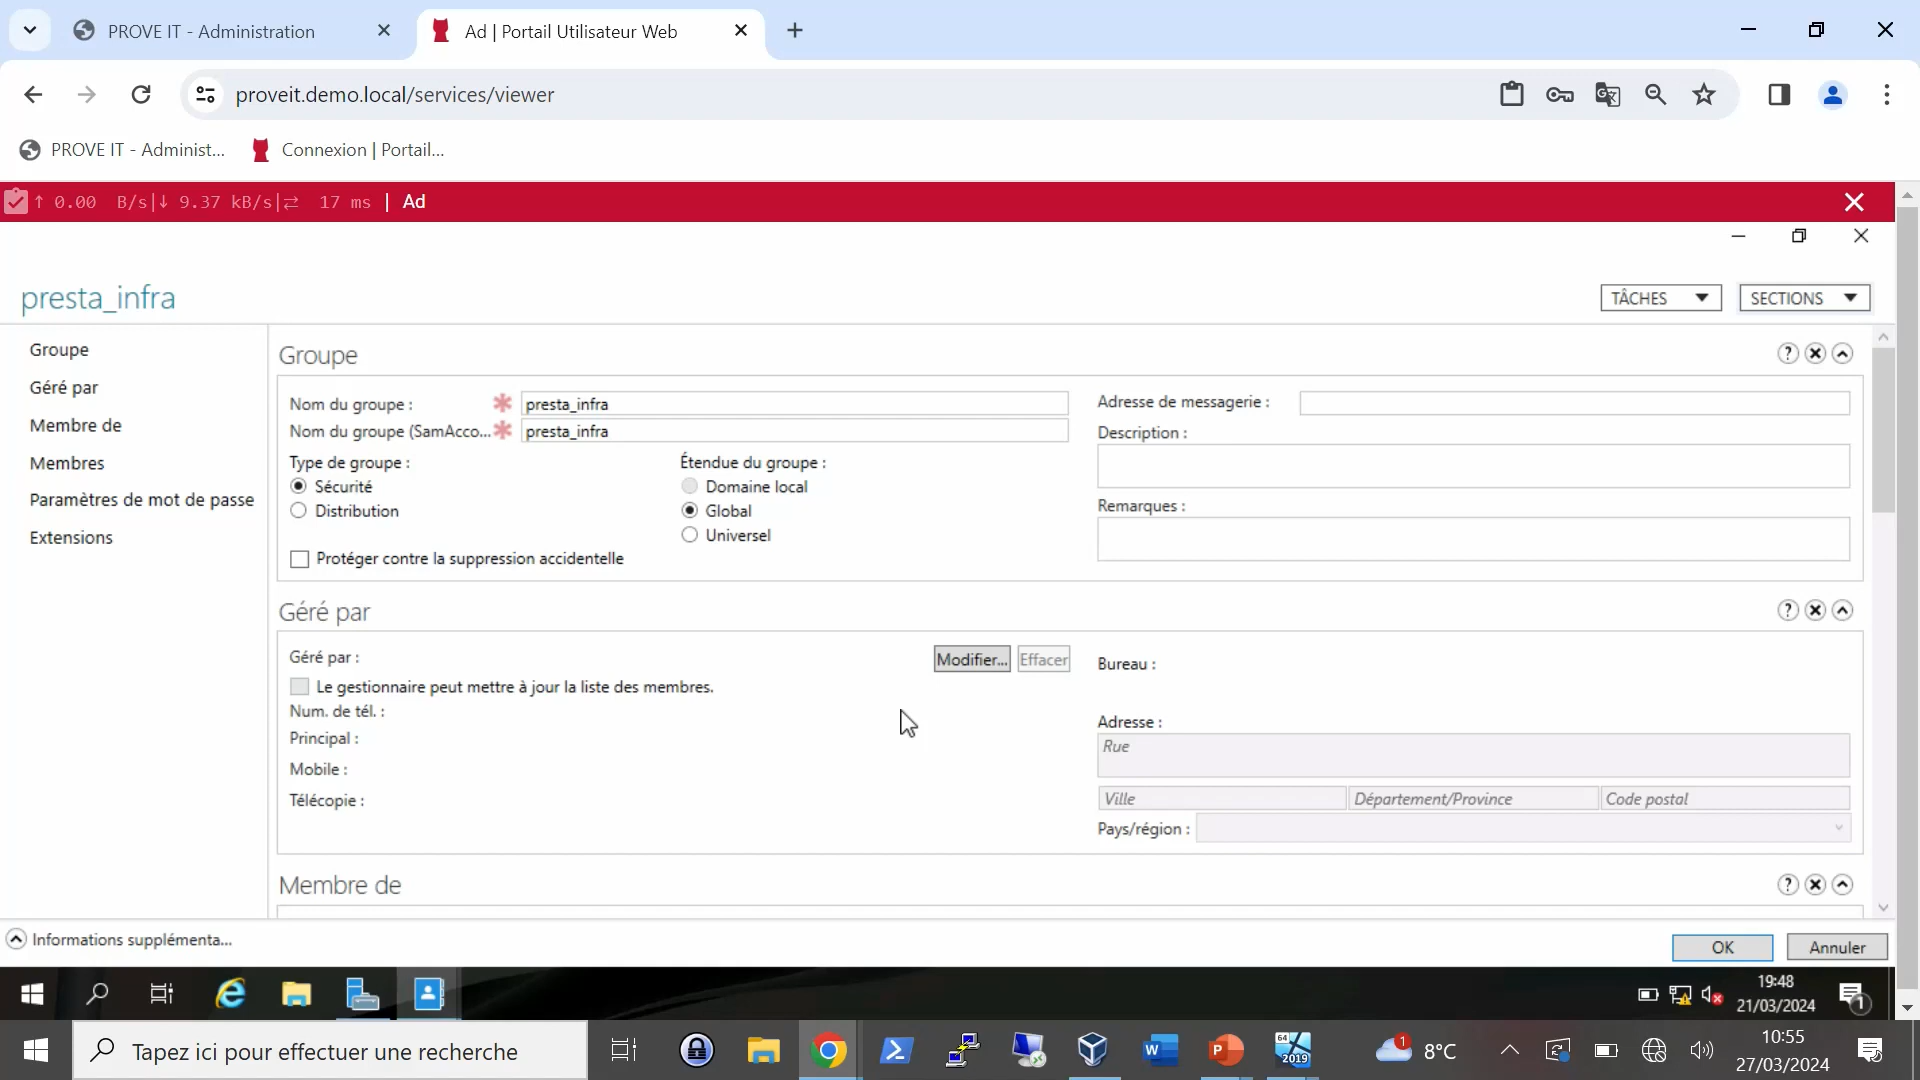 PROVE IT - Administration
Ad | Portail Utilisateur Web
proveit.demo.local/services/viewer
PROVE IT - Administ...
Connexion | Portail...
↑ 0.00 B/s|↓ 9.37 kB/s|⇄ 17 ms | Ad
presta_infra
TÂCHES
SECTIONS
Groupe
Géré par
Membre de
Membres
Paramètres de mot de passe
Extensions
Groupe
Nom du groupe : * presta_infra
Nom du groupe (SamAcco... * presta_infra
Type de groupe :
Sécurité
Distribution
Étendue du groupe :
Domaine local
Global
Universel
Protéger contre la suppression accidentelle
Adresse de messagerie :
Description :
Remarques :
Géré par
Géré par :
Modifier...
Effacer
Le gestionnaire peut mettre à jour la liste des membres.
Num. de tél. :
Principal :
Mobile :
Télécopie :
Bureau :
Adresse :
Rue
Ville
Département/Province
Code postal
Pays/région :
Membre de
Informations supplémenta...
OK
Annuler
19:48
21/03/2024
1
Tapez ici pour effectuer une recherche
64
2019
1
8°C
10:55
27/03/2024